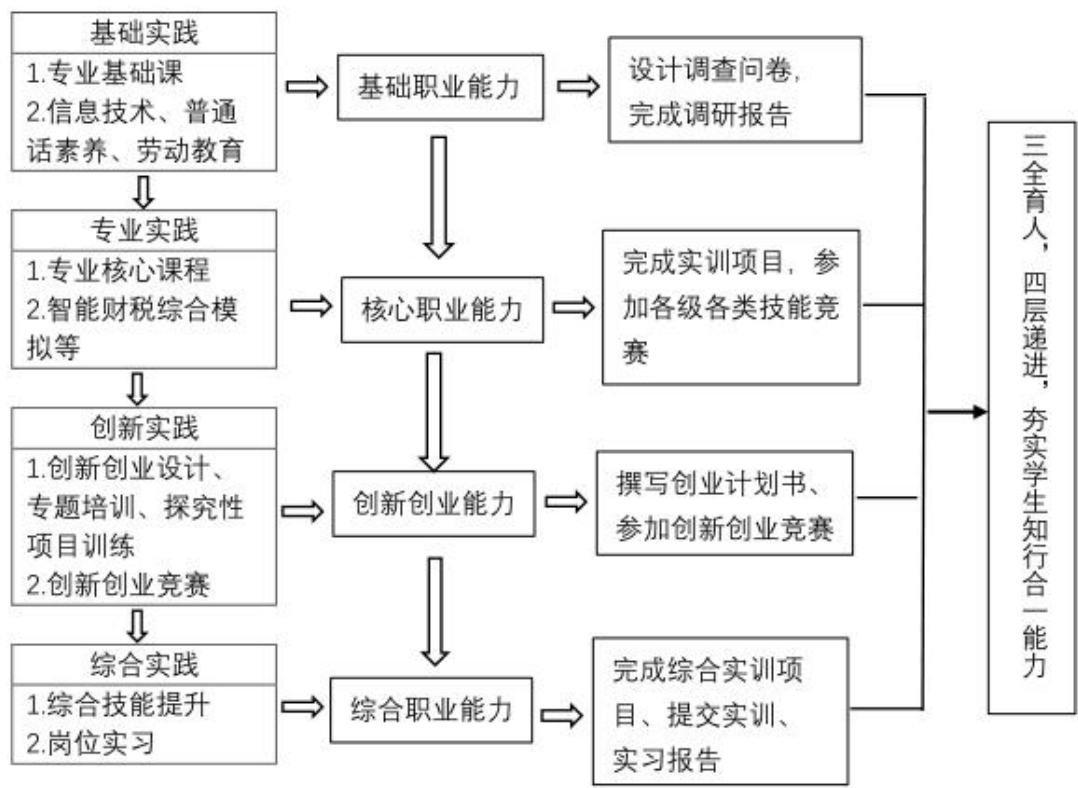 基础实践
1.专业基础课
2.信息技术、普通
话素养、劳动教育
基础职业能力
设计调查问卷，
完成调研报告
专业实践
1.专业核心课程
2.智能财税综合模
拟等
核心职业能力
完成实训项目，参
加各级各类技能竞
赛
创新实践
1.创新创业设计、
专题培训、探究性
项目训练
2.创新创业竞赛
创新创业能力
撰写创业计划书、
参加创新创业竞赛
综合实践
1.综合技能提升
2.岗位实习
综合职业能力
完成综合实训项
目、提交实训、
实习报告
三全育人，四层递进，夯实学生知行合一能力